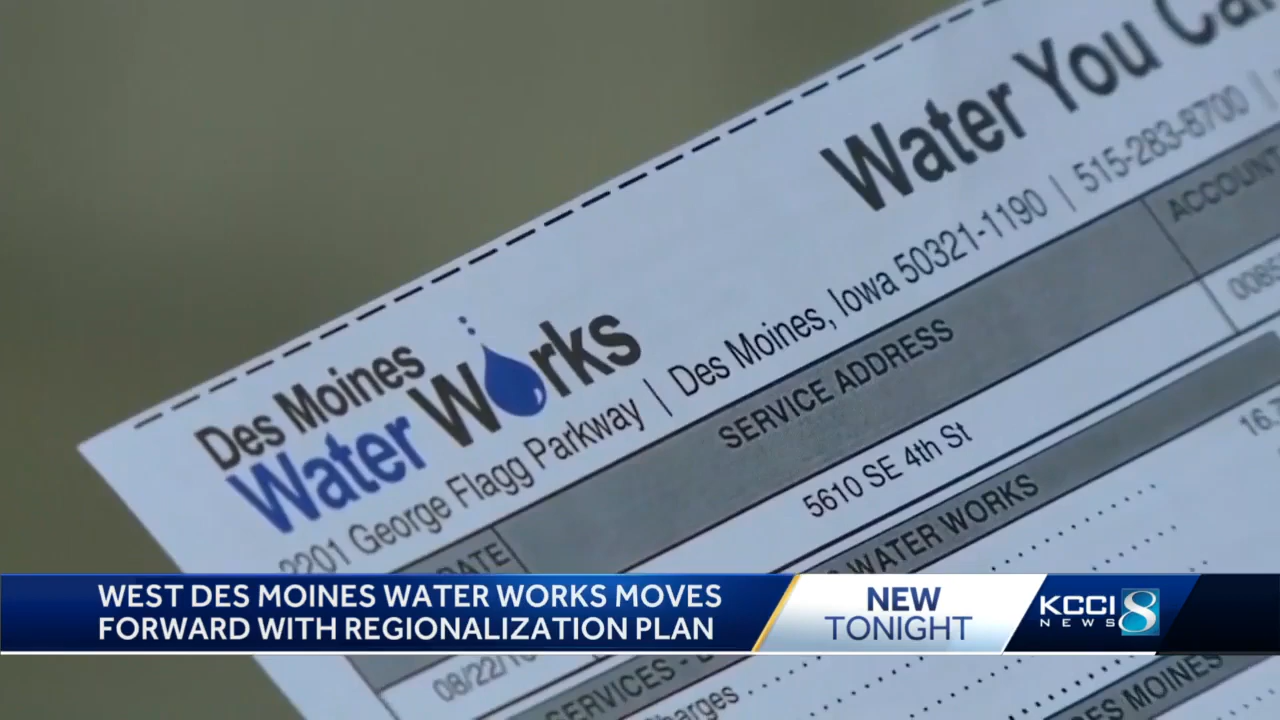 Water You
Des Moines
Water Works
2201 George Flagg Parkway | Des Moines, Iowa 50321-1190 | 515-283-8700 |
SERVICE ADDRESS
ACCOUNT
DATE
5610 SE 4th St
WATER WORKS
SERVICES -
DES MOINES
WEST DES MOINES WATER WORKS MOVES
FORWARD WITH REGIONALIZATION PLAN
NEW
TONIGHT
KCCI 8
NEWS